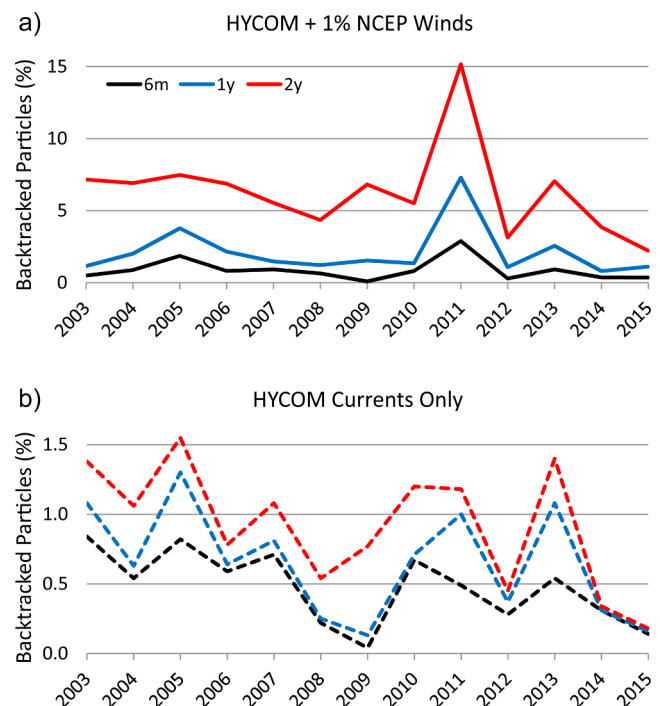 a)
HYCOM + 1% NCEP Winds
Backtracked Particles (%)
15
10
5
0
6m 1y 2y
2003 2004 2005 2006 2007 2008 2009 2010 2011 2012 2013 2014 2015
b)
HYCOM Currents Only
Backtracked Particles (%)
1.5
1.0
0.5
0.0
2003 2004 2005 2006 2007 2008 2009 2010 2011 2012 2013 2014 2015